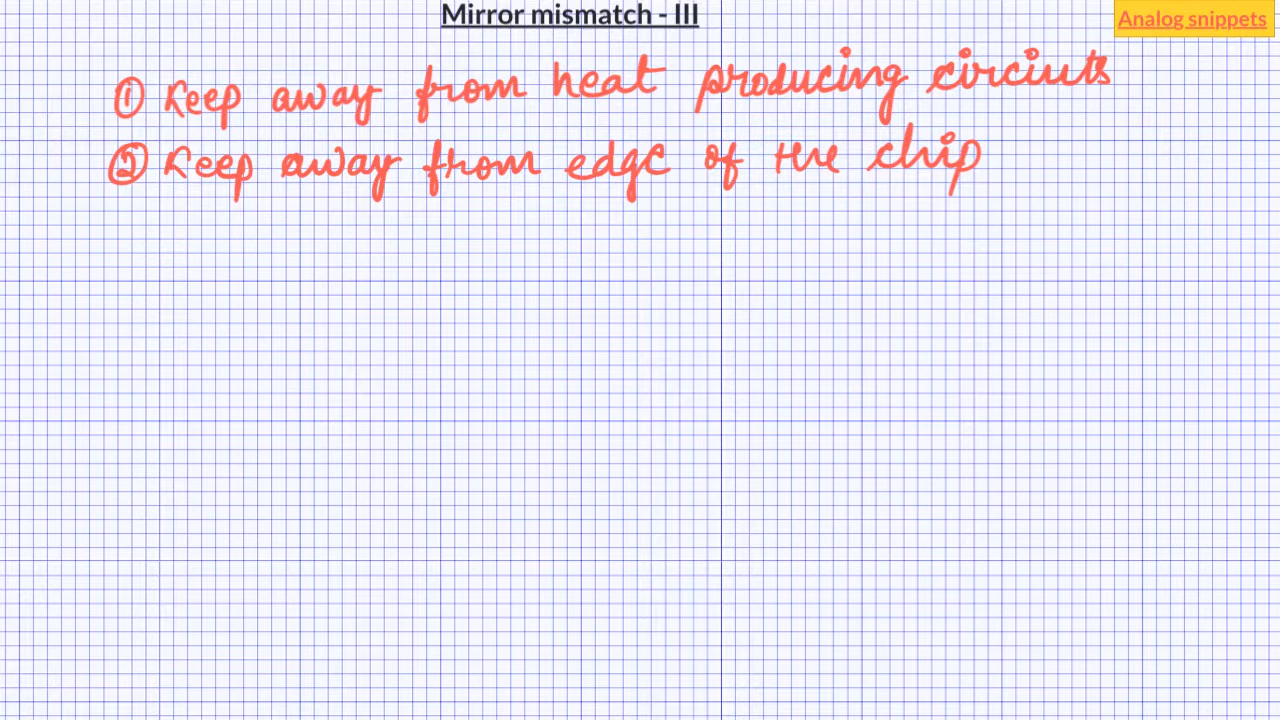 Mirror mismatch - III
Analog snippets
① Keep away from heat producing circiuts
② Keep away from edge of the chip